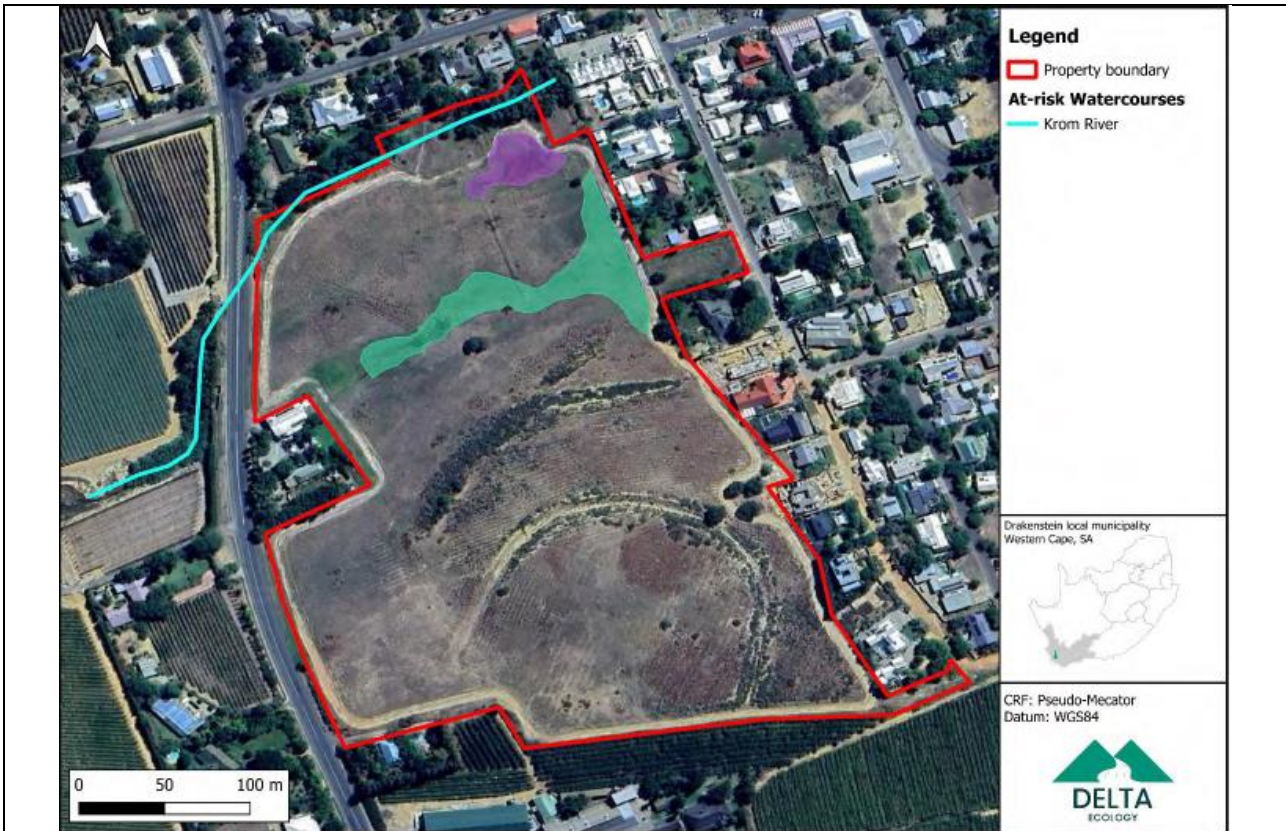 Legend
Property boundary
At-risk Watercourses
Krom River
Drakenstein local municipality
Western Cape, SA
CRF: Pseudo-Mecator
Datum: WGS84
0 50 100 m
DELTA
ECOLOGY